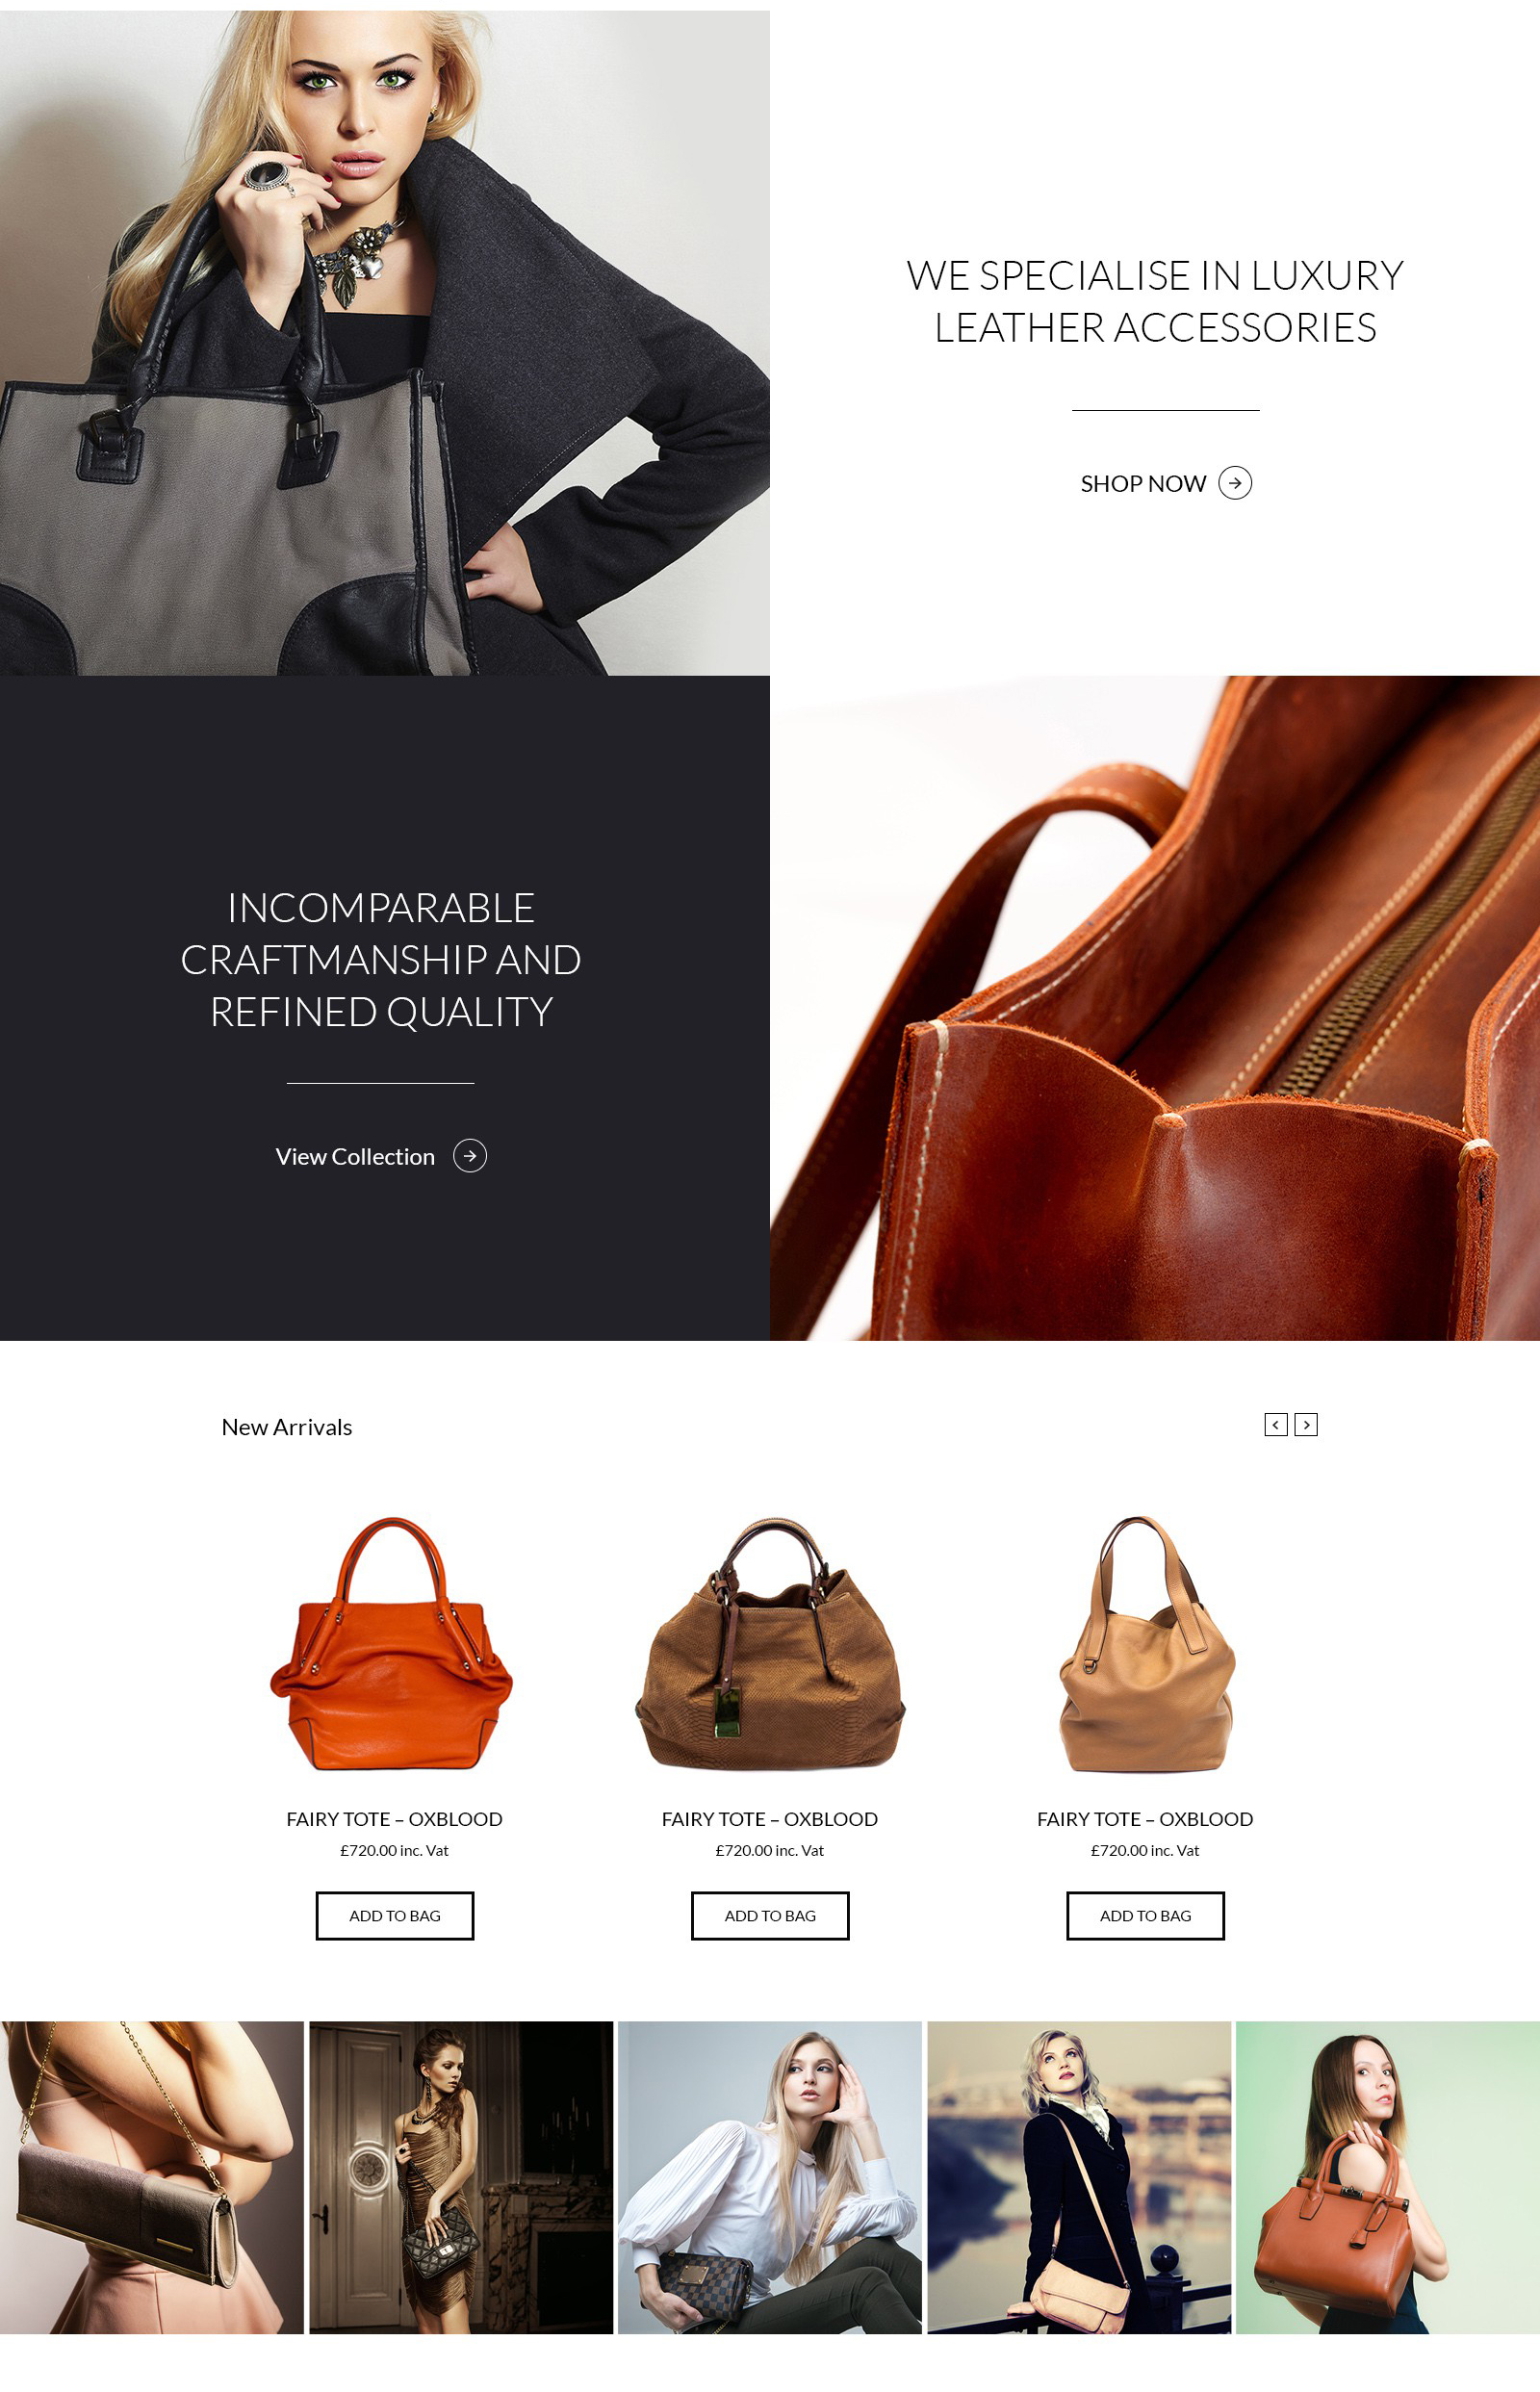 WE SPECIALISE IN LUXURY
LEATHER ACCESSORIES
SHOP NOW
INCOMPARABLE
CRAFTMANSHIP AND
REFINED QUALITY
View Collection
New Arrivals
FAIRY TOTE – OXBLOOD
£720.00 inc. Vat
ADD TO BAG
FAIRY TOTE – OXBLOOD
£720.00 inc. Vat
ADD TO BAG
FAIRY TOTE – OXBLOOD
£720.00 inc. Vat
ADD TO BAG